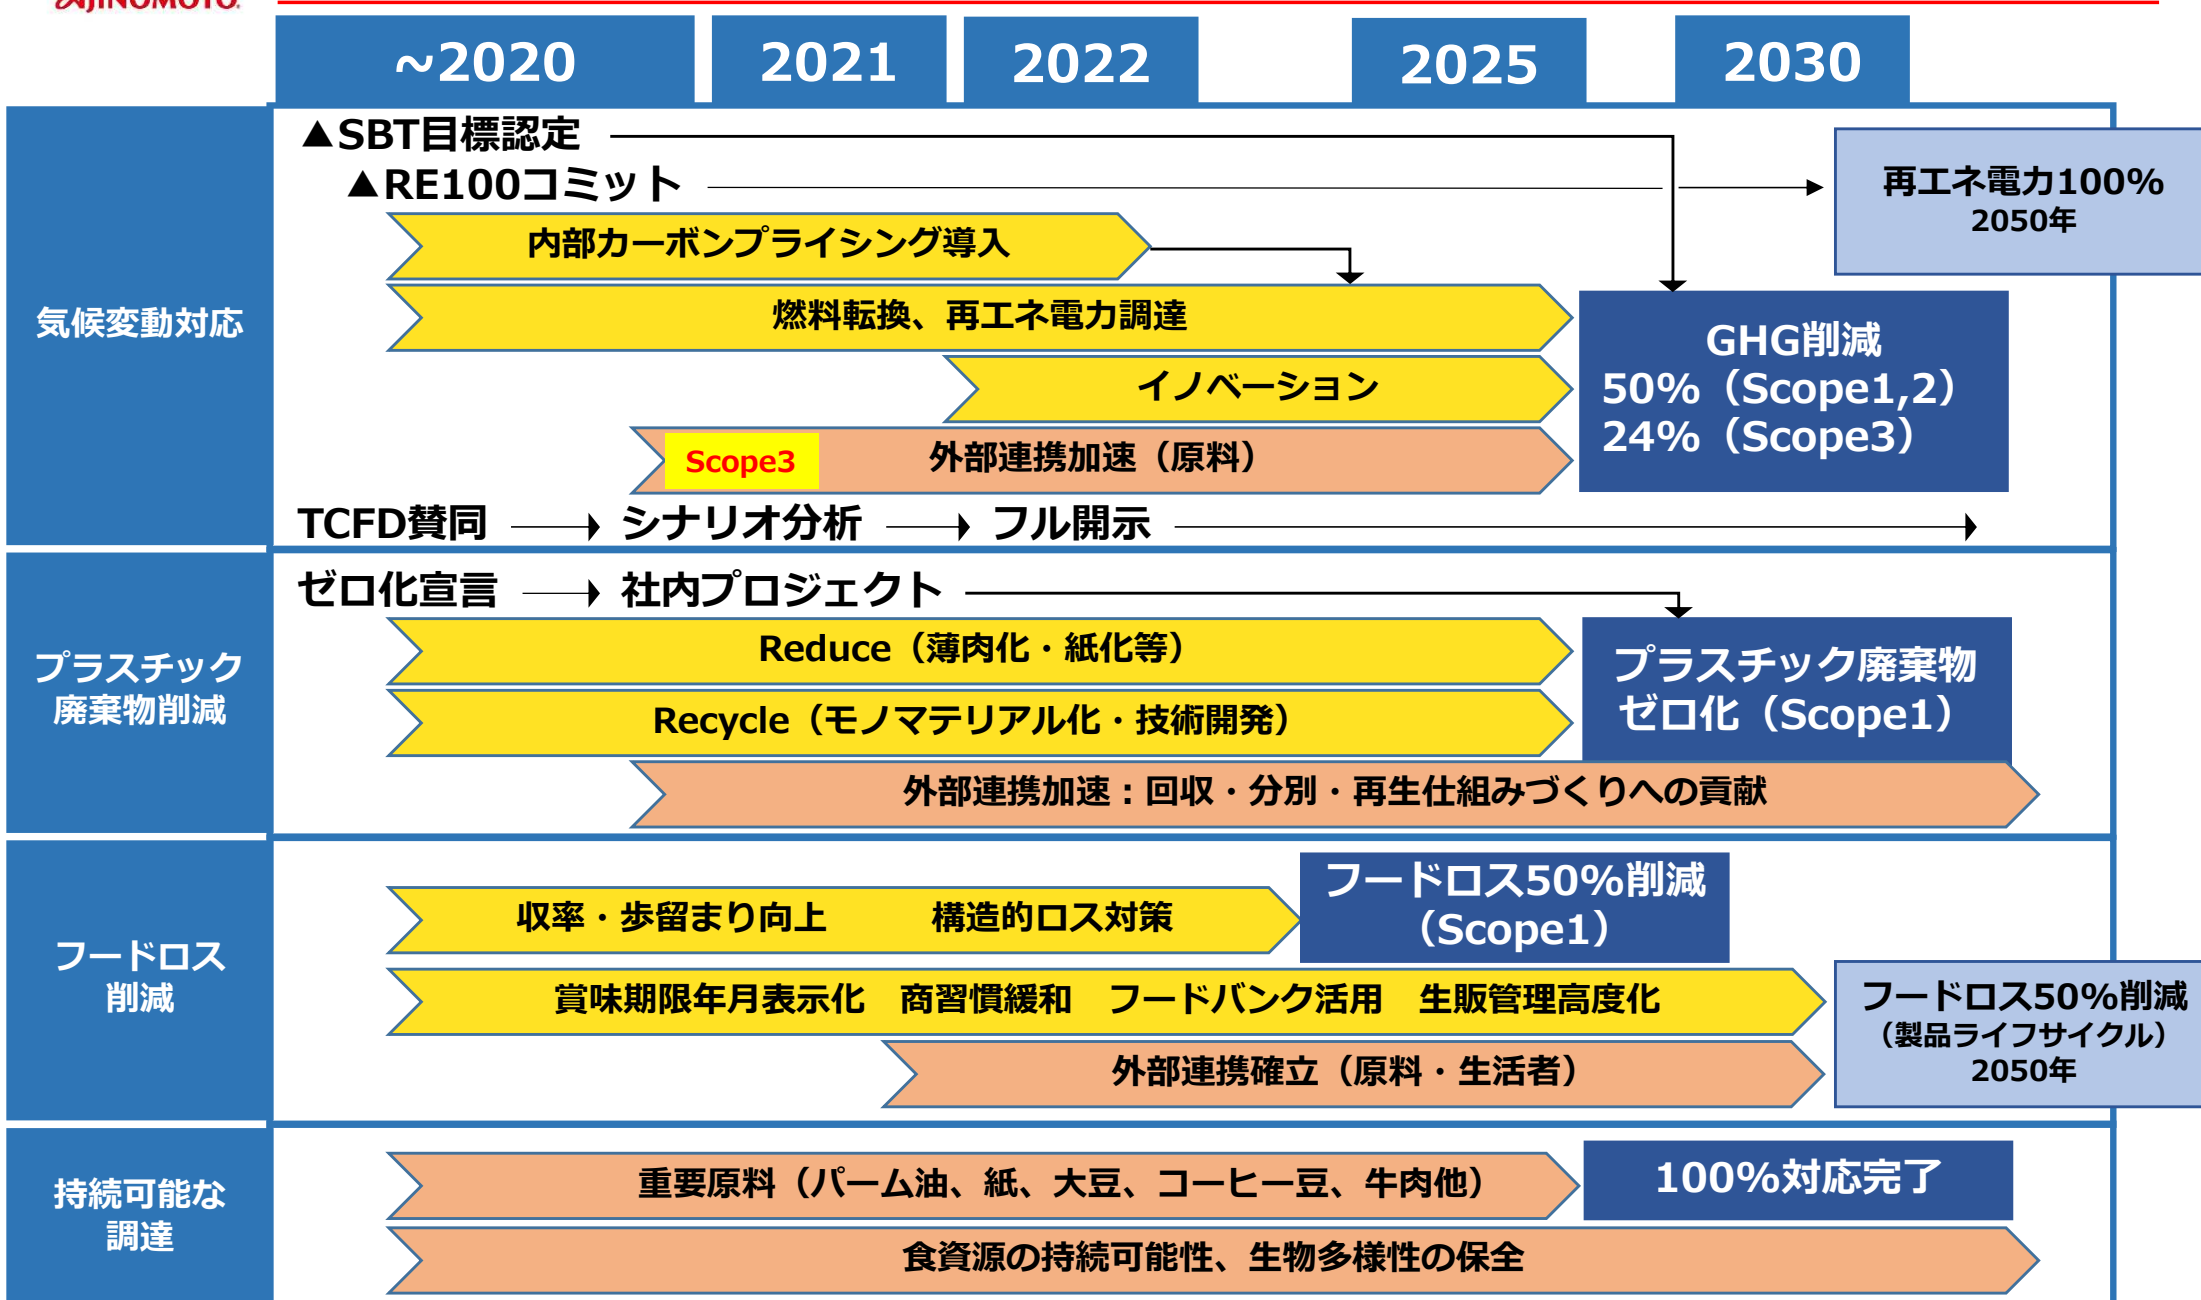 AJINOMOTO.
~2020
2021
2022
2025
2030
気候変動対応
▲SBT目標認定
▲RE100コミット
再エネ電力100%
2050年
内部カーボンプライシング導入
燃料転換、再エネ電力調達
イノベーション
Scope3
外部連携加速（原料）
GHG削減
50%（Scope1,2）
24%（Scope3）
TCFD賛同
シナリオ分析
フル開示
プラスチック
廃棄物削減
ゼロ化宣言
社内プロジェクト
Reduce（薄肉化・紙化等）
Recycle（モノマテリアル化・技術開発）
プラスチック廃棄物
ゼロ化（Scope1）
外部連携加速：回収・分別・再生仕組みづくりへの貢献
フードロス
削減
収率・歩留まり向上　構造的ロス対策
フードロス50%削減
（Scope1）
賞味期限年月表示化　商習慣緩和　フードバンク活用　生販管理高度化
外部連携確立（原料・生活者）
フードロス50%削減
（製品ライフサイクル）
2050年
持続可能な
調達
重要原料（パーム油、紙、大豆、コーヒー豆、牛肉他）
100%対応完了
食資源の持続可能性、生物多様性の保全